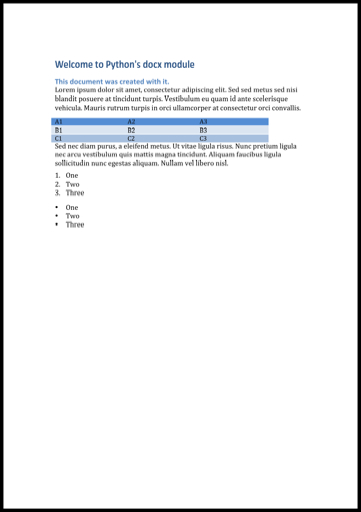 Welcome to Python's docx module
This document was created with it.
Lorem ipsum dolor sit amet, consectetur adipiscing elit. Sed sed metus sed nisi
blandit posuere at tincidunt turpis. Vestibulum eu quam id ante scelerisque
vehicula. Mauris rutrum turpis in orci ullamcorper at consectetur orci convallis.
A1 A2 A3
B1 B2 B3
C1 C2 C3
Sed nec diam purus, a eleifend metus. Ut vitae ligula risus. Nunc pretium ligula
nec arcu vestibulum quis mattis magna tincidunt. Aliquam faucibus ligula
sollicitudin nunc egestas aliquam. Nullam vel libero nisl.
1. One
2. Two
3. Three
• One
• Two
• Three